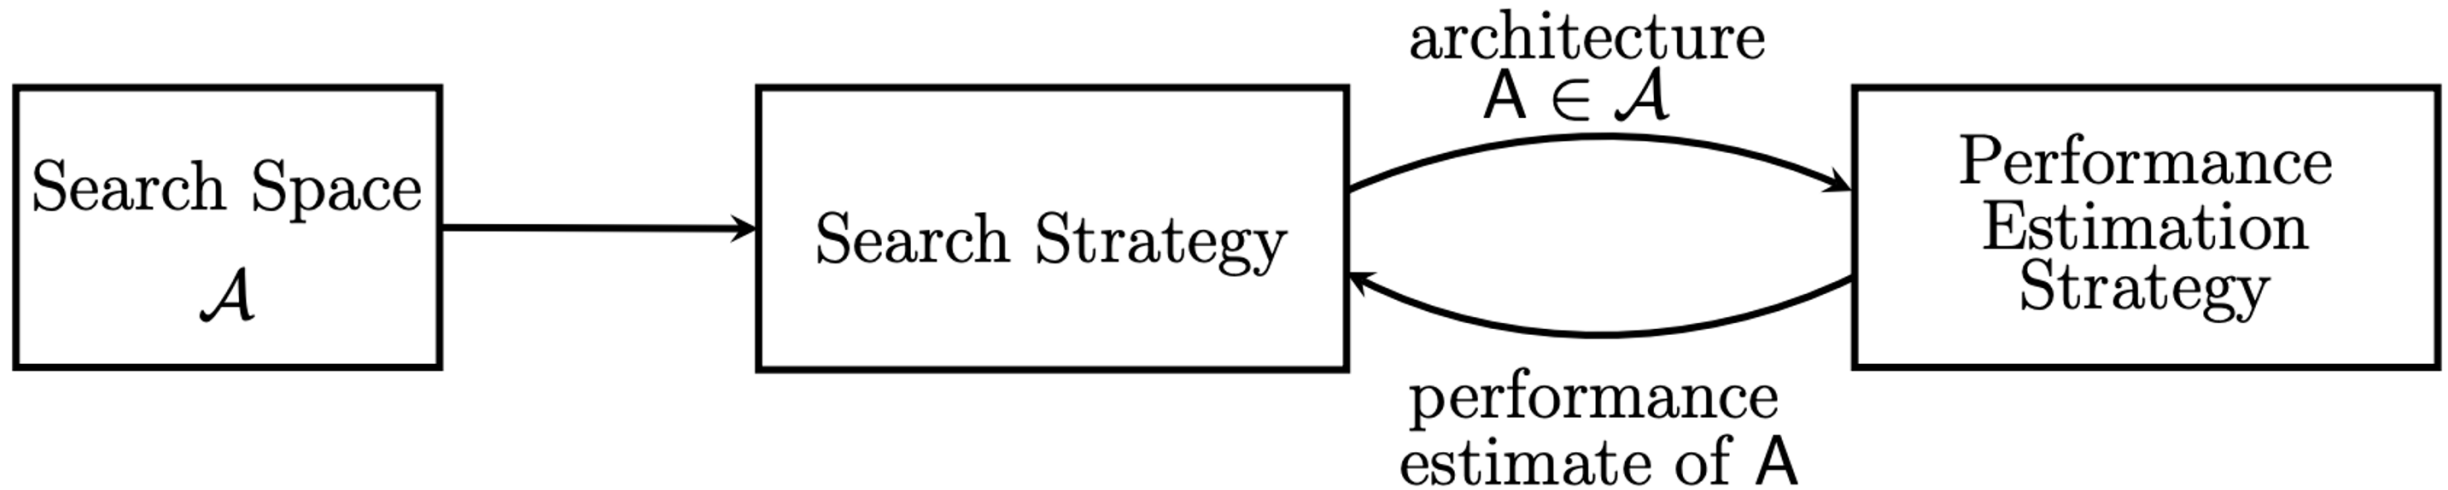 Search Space
𝒜
Search Strategy
architecture
A ∈ 𝒜
performance
estimate of A
Performance
Estimation
Strategy